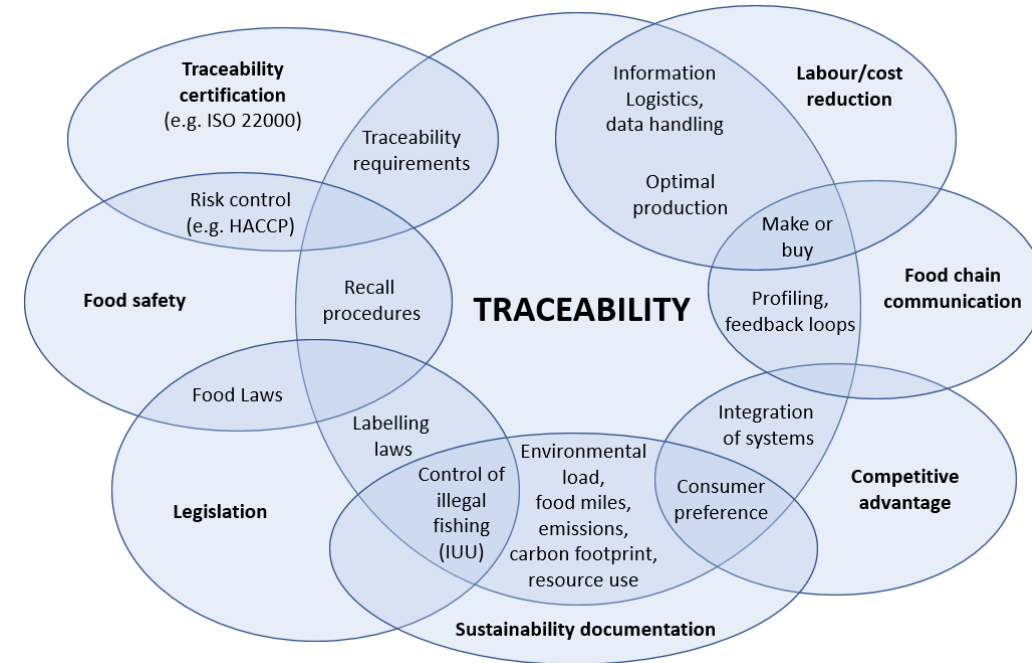 Traceability
certification
(e.g. ISO 22000)
Traceability
requirements
Information
Logistics,
data handling
Labour/cost
reduction
Optimal
production
Risk control
(e.g. HACCP)
Make or
buy
Food safety
Recall
procedures
TRACEABILITY
Profiling,
feedback loops
Food chain
communication
Food Laws
Labelling
laws
Integration
of systems
Legislation
Control of
illegal
fishing
(IUU)
Environmental
load,
food miles,
emissions,
carbon footprint,
resource use
Consumer
preference
Competitive
advantage
Sustainability documentation